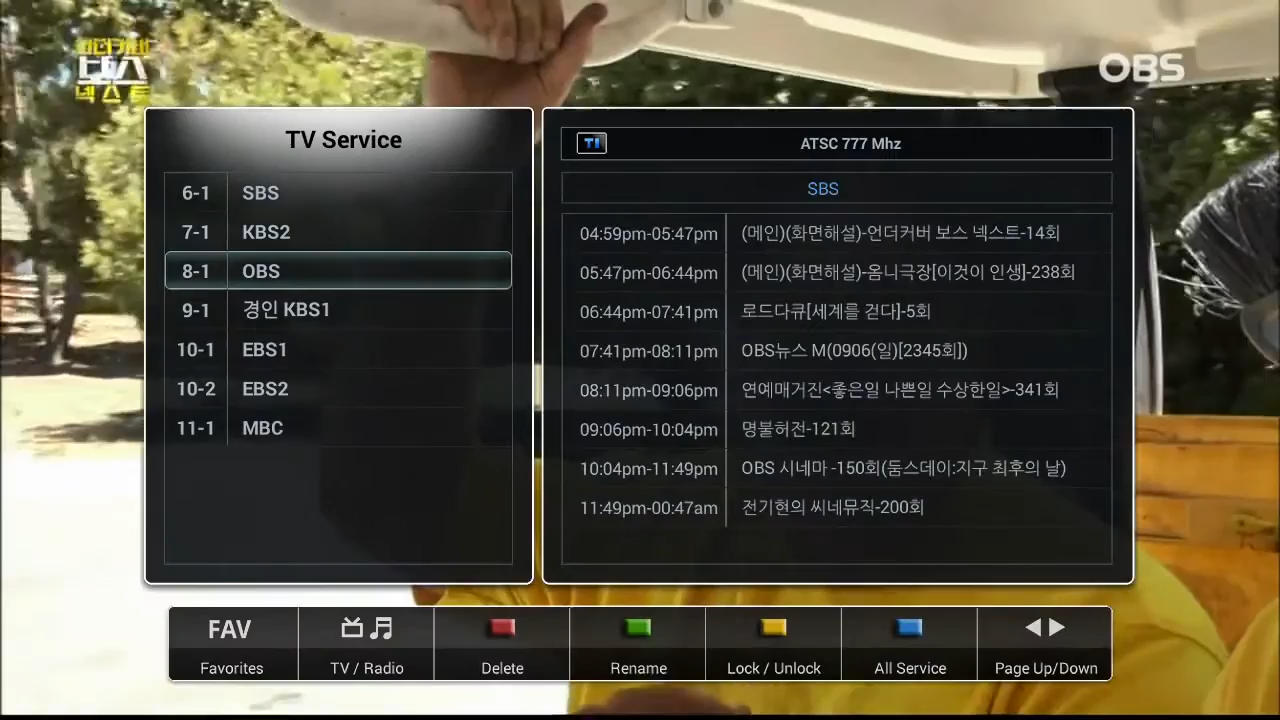 언더커버
보스
넥스트
OBS
TV Service
6-1 SBS
7-1 KBS2
8-1 OBS
9-1 경인 KBS1
10-1 EBS1
10-2 EBS2
11-1 MBC
T1 ATSC 777 Mhz
SBS
04:59pm-05:47pm (메인)(화면해설)-언더커버 보스 넥스트-14회
05:47pm-06:44pm (메인)(화면해설)-옴니극장[이것이 인생]-238회
06:44pm-07:41pm 로드다큐[세계를 걷다]-5회
07:41pm-08:11pm OBS뉴스 M(0906(일)[2345회])
08:11pm-09:06pm 연예매거진<좋은일 나쁜일 수상한일>-341회
09:06pm-10:04pm 명불허전-121회
10:04pm-11:49pm OBS 시네마 -150회(둠스데이:지구 최후의 날)
11:49pm-00:47am 전기현의 씨네뮤직-200회
FAV
Favorites TV / Radio Delete Rename Lock / Unlock All Service Page Up/Down